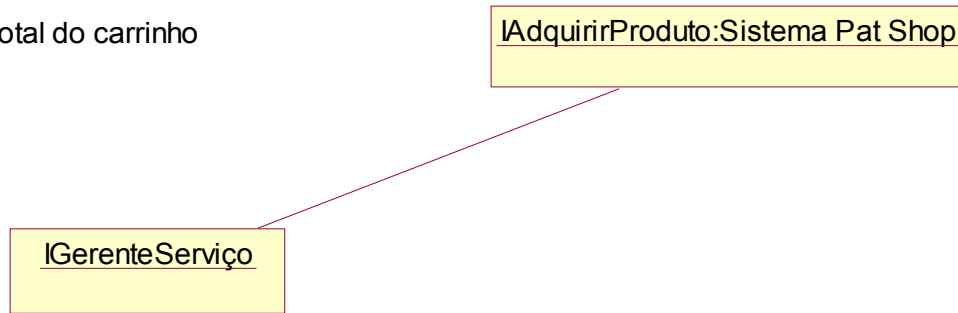 otal do carrinho
IAdquirirProduto:Sistema Pat Shop
IGerenteServiço